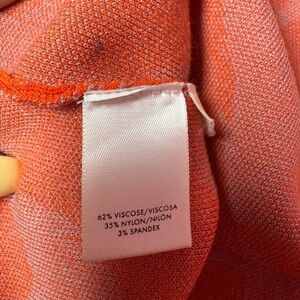 62% VISCOSE/VISCOSA
35% NYLON/NILÓN
3% SPANDEX